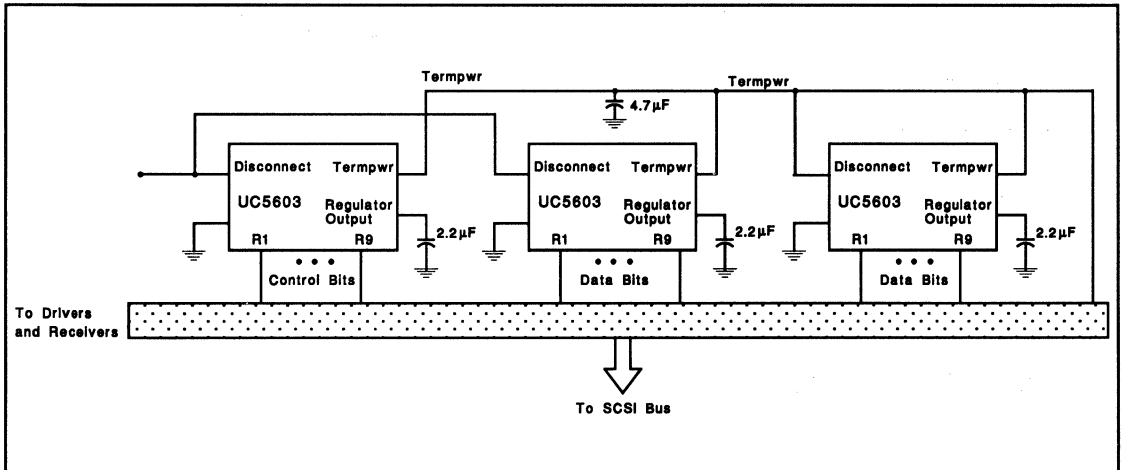 Termpwr
Termpwr
4.7µF
Disconnect Termpwr
UC5603 Regulator
Output
R1 R9
2.2µF
Control Bits
Disconnect Termpwr
UC5603 Regulator
Output
R1 R9
2.2µF
Data Bits
Disconnect Termpwr
UC5603 Regulator
Output
R1 R9
2.2µF
Data Bits
To Drivers
and Receivers
To SCSI Bus